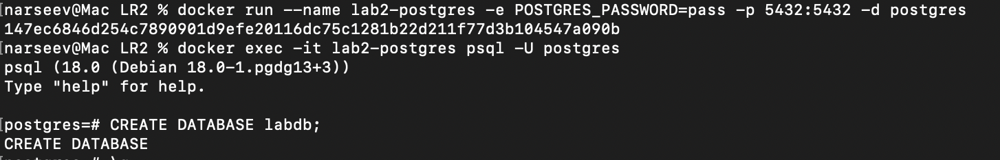 narseev@Mac LR2 % docker run --name lab2-postgres -e POSTGRES_PASSWORD=pass -p 5432:5432 -d postgres
147ec6846d254c7890901d9efe20116dc75c1281b22d211f77d3b104547a090b
[narseev@Mac LR2 % docker exec -it lab2-postgres psql -U postgres
psql (18.0 (Debian 18.0-1.pgdg13+3))
Type "help" for help.
[postgres=# CREATE DATABASE labdb;
CREATE DATABASE